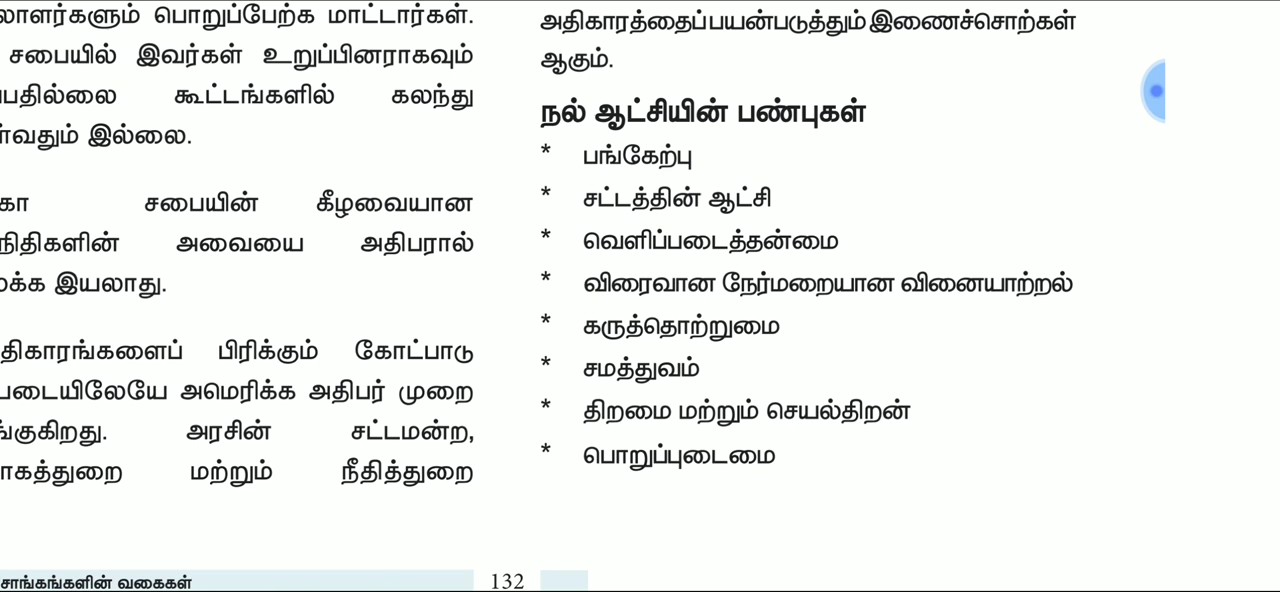 லாளர்களும் பொறுப்பேற்க மாட்டார்கள்.
சபையில் இவர்கள் உறுப்பினராகவும்
பதில்லை கூட்டங்களில் கலந்து
வதும் இல்லை.
சபையின் கீழவையான
நிதிகளின் அவையை அதிபரால்
க்க இயலாது.
திகாரங்களைப் பிரிக்கும் கோட்பாடு
படையிலேயே அமெரிக்க அதிபர் முறை
ங்குகிறது. அரசின் சட்டமன்ற,
ாகத்துறை மற்றும் நீதித்துறை
அதிகாரத்தைப்பயன்படுத்தும் இணைச்சொற்கள்
ஆகும்.
நல் ஆட்சியின் பண்புகள்
* பங்கேற்பு
* சட்டத்தின் ஆட்சி
* வெளிப்படைத்தன்மை
* விரைவான நேர்மறையான வினையாற்றல்
* கருத்தொற்றுமை
* சமத்துவம்
* திறமை மற்றும் செயல்திறன்
* பொறுப்புடைமை
சாங்கங்களின் வகைகள் 132